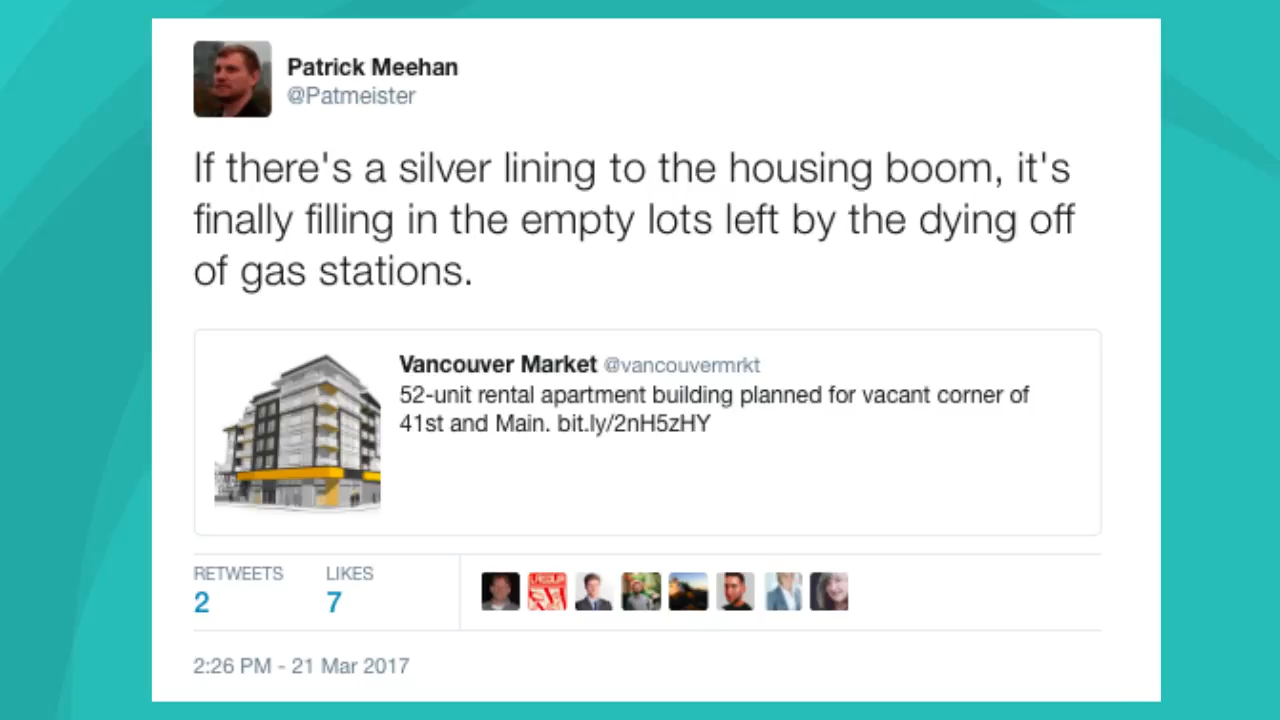 Patrick Meehan
@Patmeister
If there's a silver lining to the housing boom, it's
finally filling in the empty lots left by the dying off
of gas stations.
Vancouver Market @vancouvermrkt
52-unit rental apartment building planned for vacant corner of
41st and Main. bit.ly/2nH5zHY
RETWEETS LIKES
2 7
2:26 PM - 21 Mar 2017